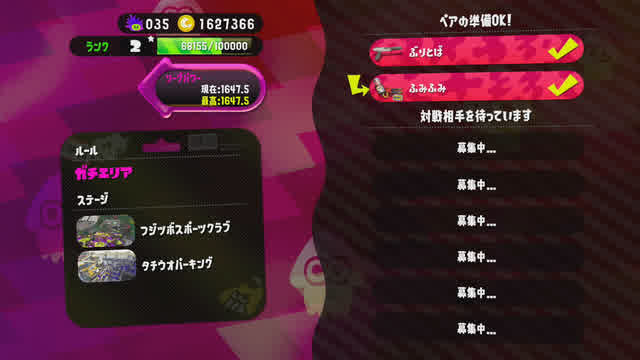 035 1627366
ランク 2 68155/100000
リーグパワー
現在:1647.5
最高:1647.5
ルール
ガチエリア
ステージ
フジツボスポーツクラブ
タチウオパーキング
ペアの準備OK!
ぷりとば
ふみふみ
対戦相手を待っています
募集中...
募集中...
募集中...
募集中...
募集中...
募集中...